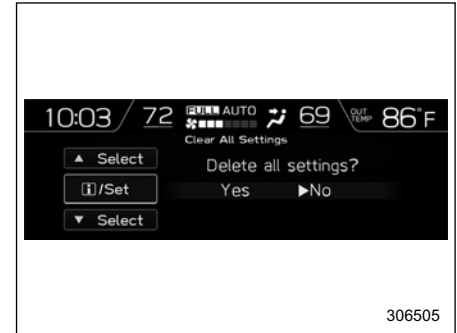 10:03 72 FULL AUTO 69 OUT TEMP 86°F
Clear All Settings
▲ Select
Delete all settings?
i/Set
Yes ▶No
▼ Select
306505